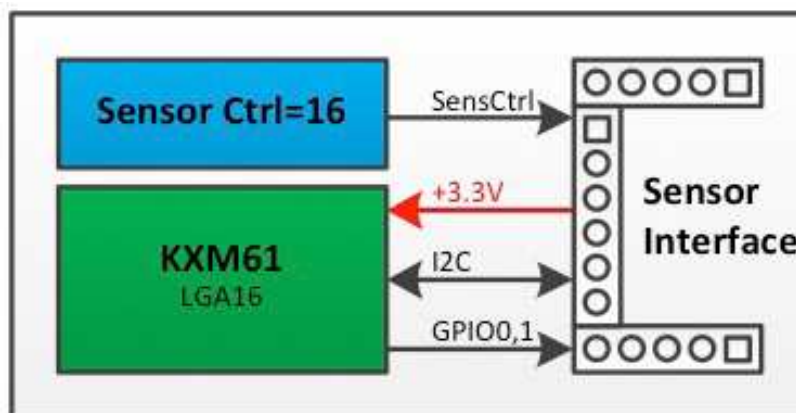 Sensor Ctrl=16
SensCtrl
+3.3V
KXM61
LGA16
I2C
GPIO0,1
Sensor
Interface